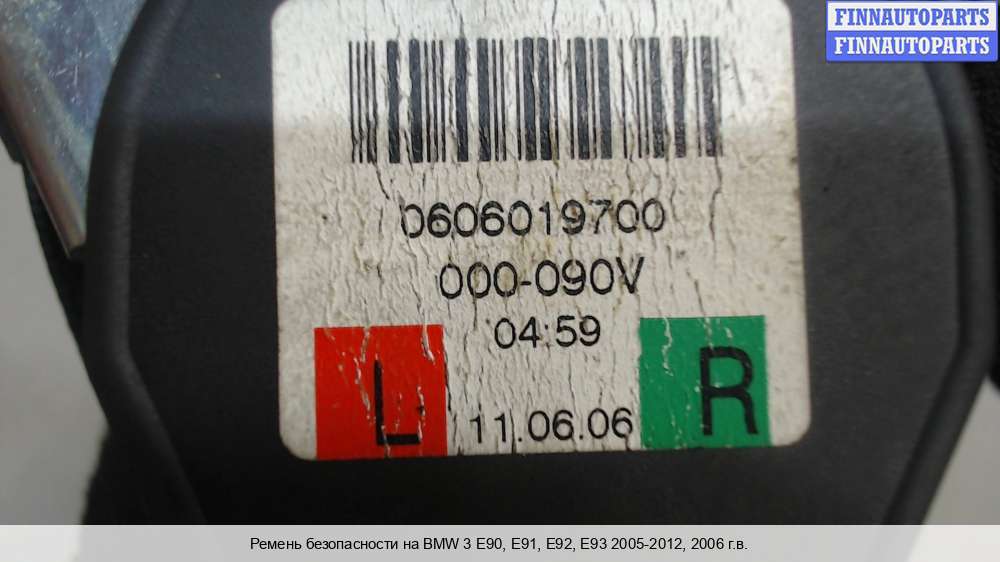 FINNAUTOPARTS
FINNAUTOPARTS
0606019700
000-090V
04:59
L 11.06.06 R
Ремень безопасности на BMW 3 E90, E91, E92, E93 2005-2012, 2006 г.в.